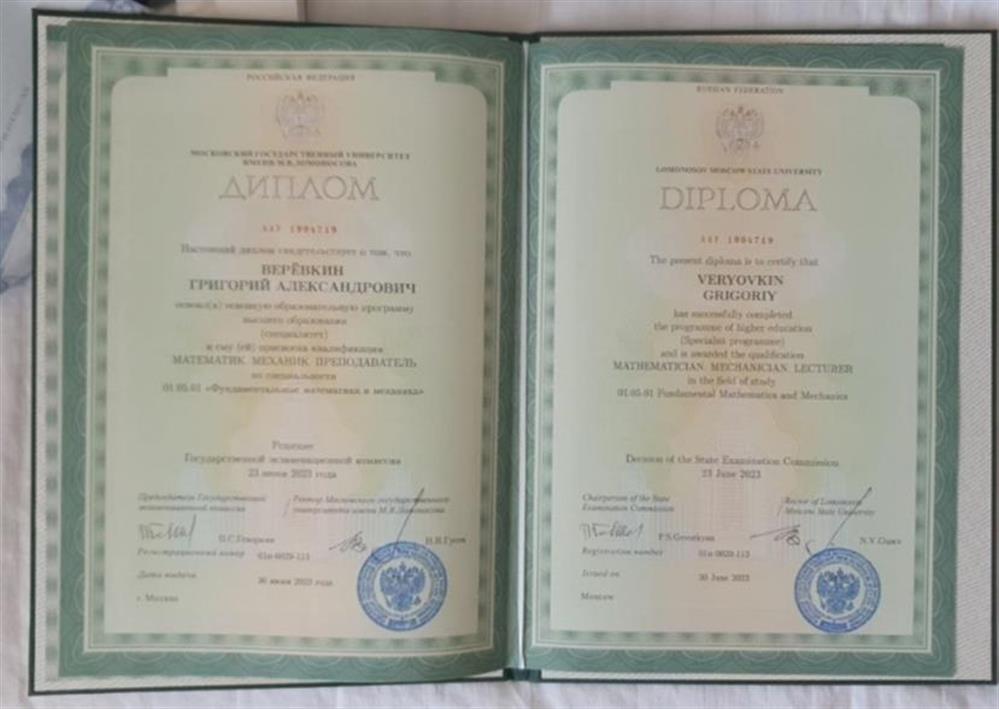 РОССИЙСКАЯ ФЕДЕРАЦИЯ
МОСКОВСКИЙ ГОСУДАРСТВЕННЫЙ УНИВЕРСИТЕТ
ИМЕНИ М.В. ЛОМОНОСОВА
ДИПЛОМ
ААУ 1904719
Настоящий диплом свидетельствует о том, что
ВЕРЁВКИН
ГРИГОРИЙ АЛЕКСАНДРОВИЧ
освоил(а) основную образовательную программу
высшего образования
(специалитет)
и ему (ей) присвоена квалификация
МАТЕМАТИК. МЕХАНИК. ПРЕПОДАВАТЕЛЬ
по специальности
01.05.01 «Фундаментальные математика и механика»
Решение
Государственной экзаменационной комиссии
23 июня 2023 года
Председатель Государственной
экзаменационной комиссии
Ректор Московского государственного
университета имени М.В. Ломоносова
Регистрационный номер
Дата выдачи
30 июня 2023 года
г. Москва
RUSSIAN FEDERATION
LOMONOSOV MOSCOW STATE UNIVERSITY
DIPLOMA
ААУ 1904719
The present diploma is to certify that
VERYOVKIN
GRIGORIY
has successfully completed
the programme of higher education
(Specialist programme)
and is awarded the qualification
MATHEMATICIAN. MECHANICIAN. LECTURER
in the field of study
01.05.01 Fundamental Mathematics and Mechanics
Decision of the State Examination Commission
23 June 2023
Chairperson of the State
Examination Commission
Rector of Lomonosov
Moscow State University
Registration number
Issued on
30 June 2023
Moscow